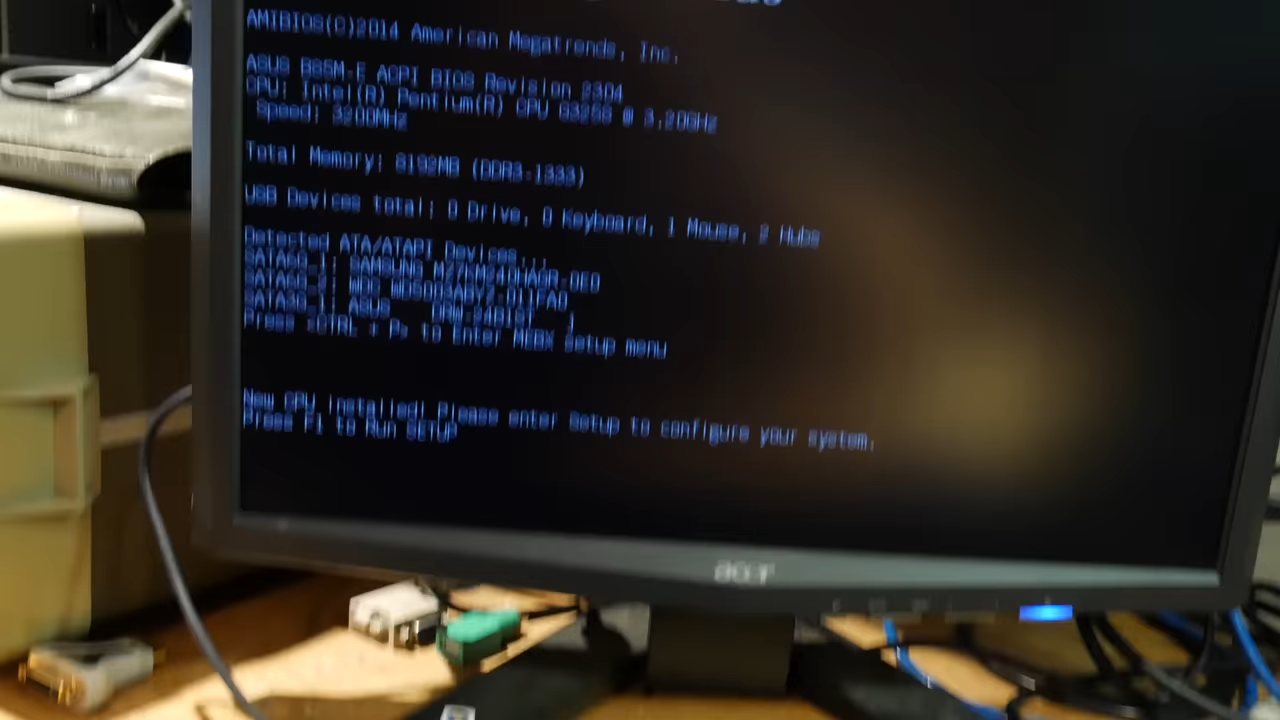 AMIBIOS(C)2014 American Megatrends, Inc.
ASUS B85M-E ACPI BIOS Revision 2304
CPU: Intel(R) Pentium(R) CPU G3258 @ 3.20GHz
Speed: 3200MHz
Total Memory: 8192MB (DDR3-1333)
USB Devices total: 0 Drive, 0 Keyboard, 1 Mouse, 2 Hubs
Detected ATA/ATAPI Devices...
SAMSUNG
ASUS
Press <CTRL + P> to Enter MEBX setup menu
New CPU installed! Please enter Setup to configure your system.
Press F1 to Run SETUP
acer